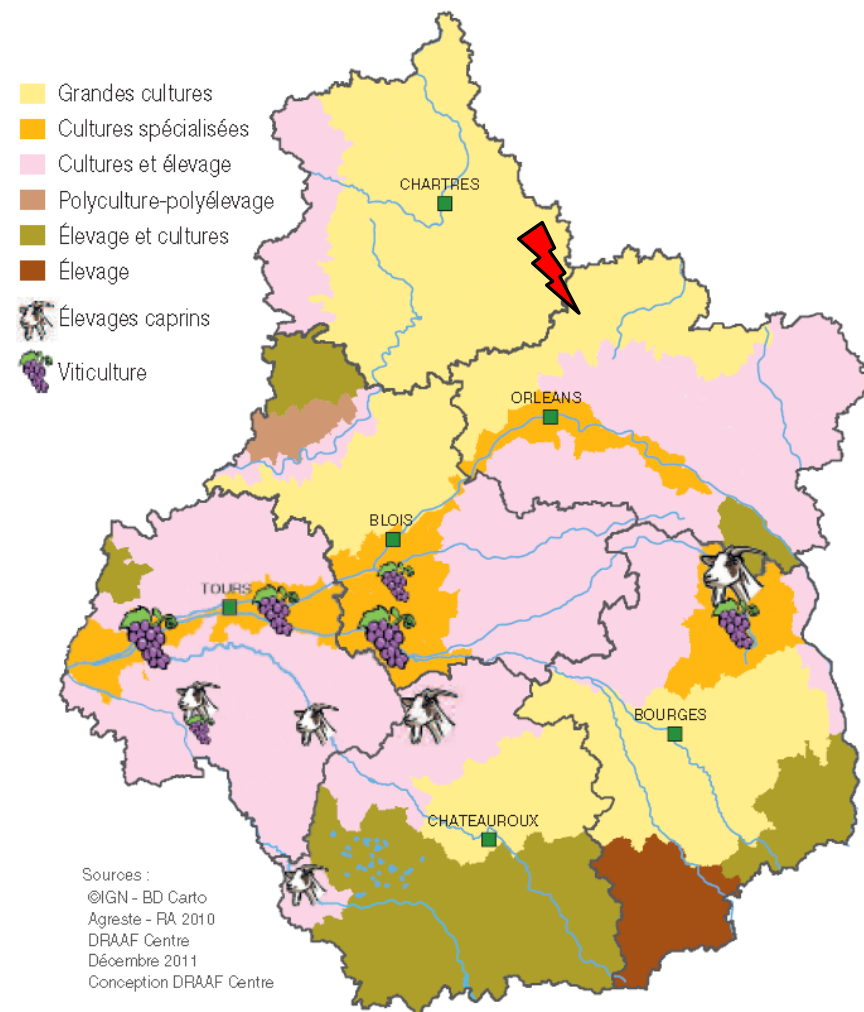 Grandes cultures
Cultures spécialisées
Cultures et élevage
Polyculture-polyélevage
Élevage et cultures
Élevage
Élevages caprins
Viticulture
CHARTRES
ORLEANS
BLOIS
TOURS
BOURGES
CHATEAUROUX
Sources :
©IGN - BD Carto
Agreste - RA 2010
DRAAF Centre
Décembre 2011
Conception DRAAF Centre